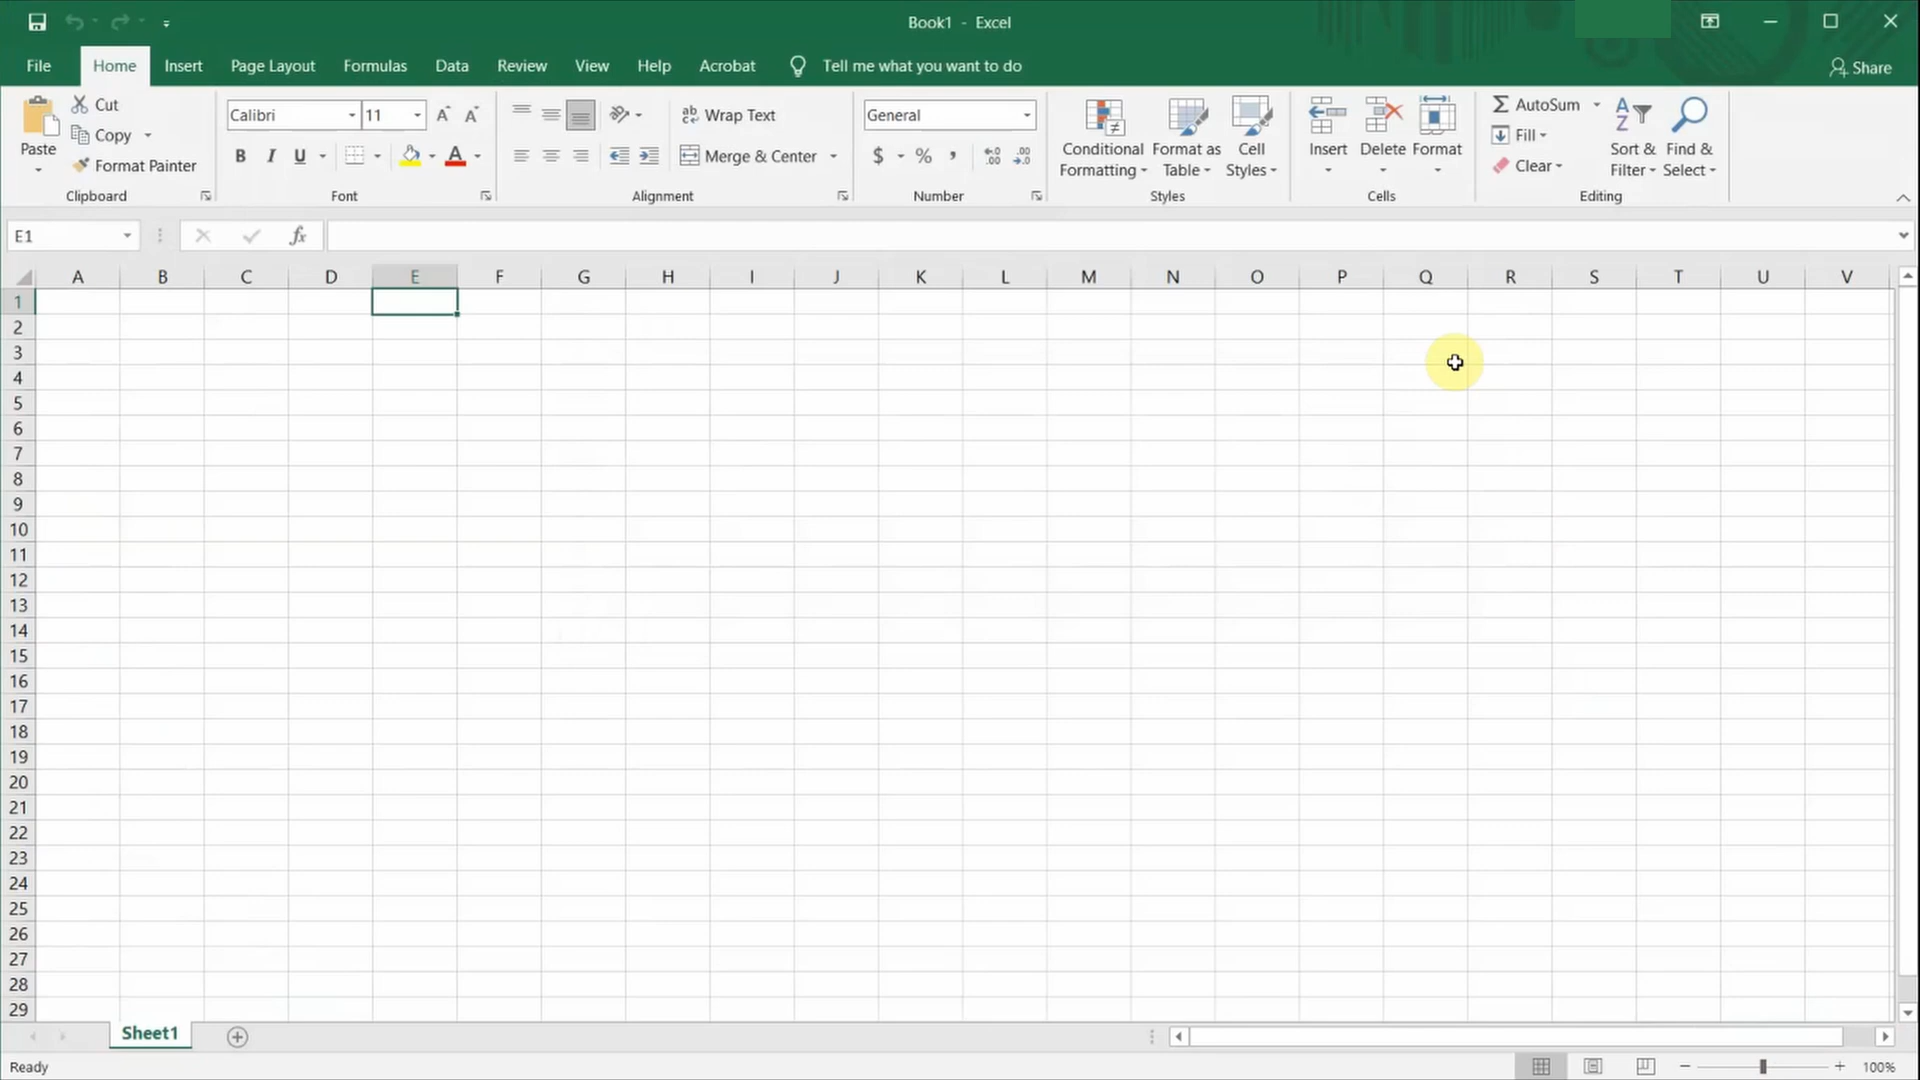 Book1 - Excel
File Home Insert Page Layout Formulas Data Review View Help Acrobat Tell me what you want to do Share
Paste
Cut
Copy
Format Painter
Clipboard
Calibri 11
B I U
Font
Wrap Text
Merge & Center
Alignment
General
$ % ,
Number
Conditional Formatting
Format as Table
Cell Styles
Styles
Insert
Delete
Format
Cells
AutoSum
Fill
Clear
Sort & Filter
Find & Select
Editing
E1 fx
A B C D E F G H I J K L M N O P Q R S T U V
1
2
3
4
5
6
7
8
9
10
11
12
13
14
15
16
17
18
19
20
21
22
23
24
25
26
27
28
29
Sheet1
Ready 100%